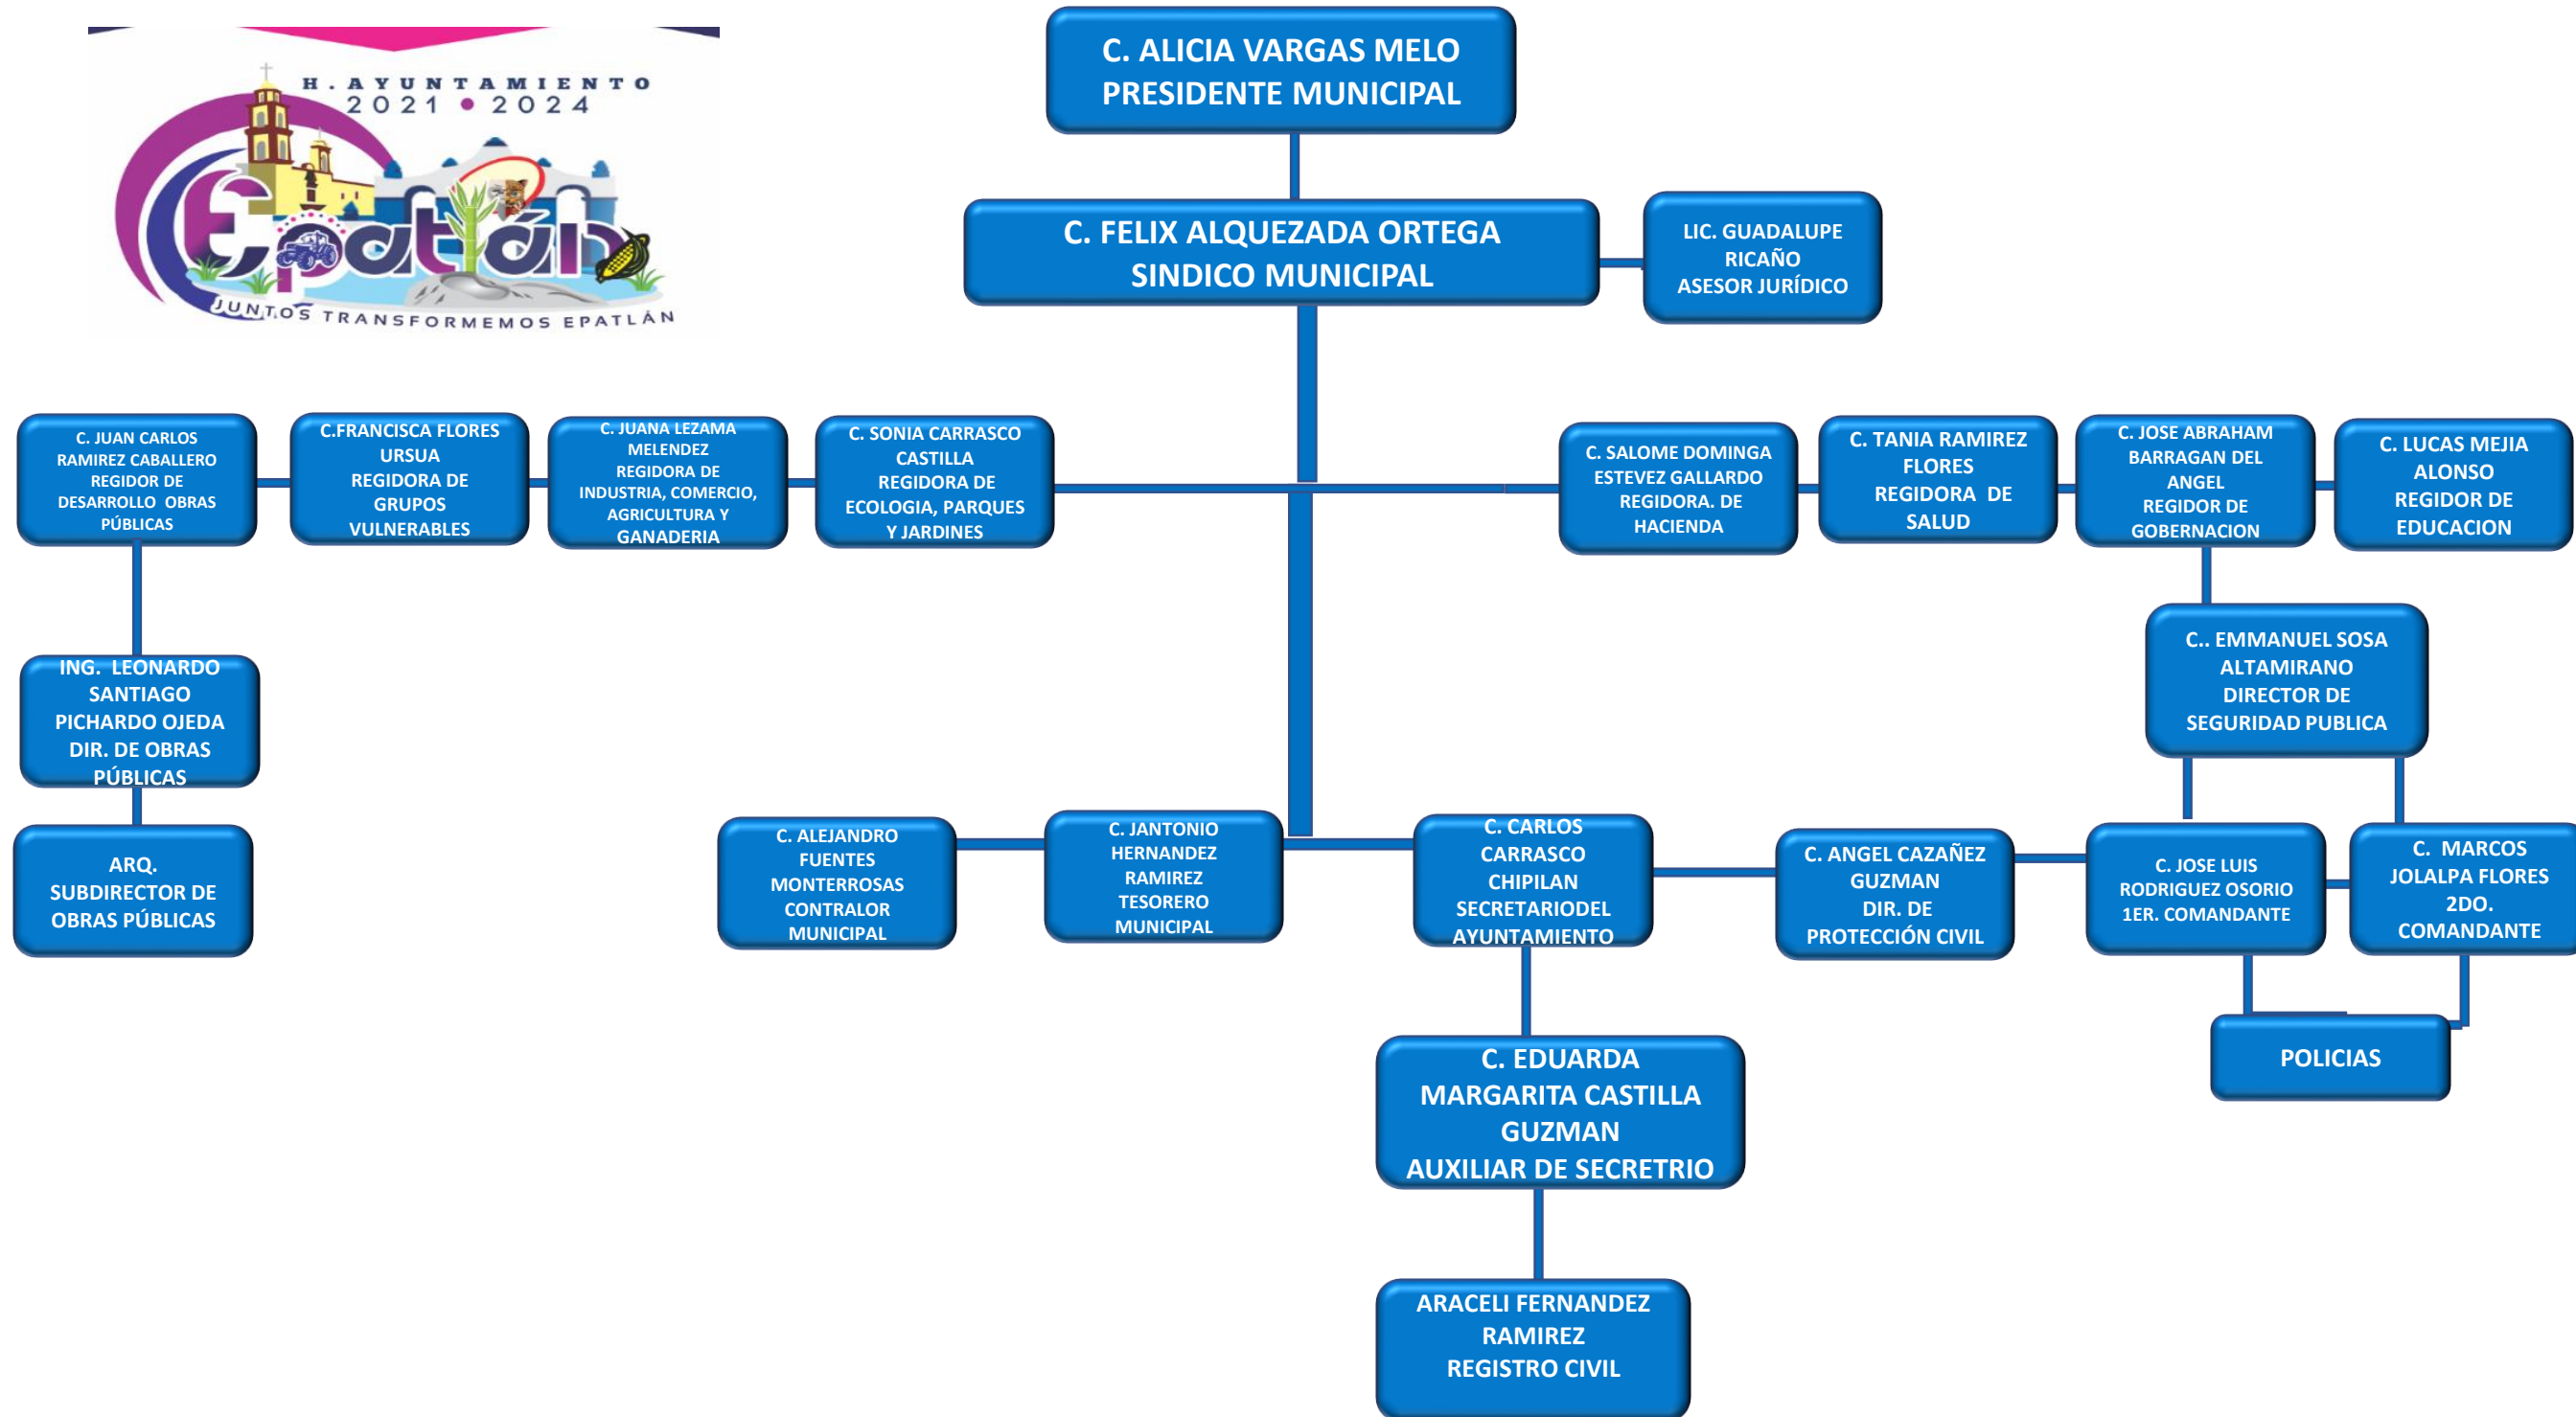 H. AYUNTAMIENTO
2021 • 2024
Epatlán
JUNTOS TRANSFORMEMOS EPATLÁN
C. ALICIA VARGAS MELO
PRESIDENTE MUNICIPAL
C. FELIX ALQUEZADA ORTEGA
SINDICO MUNICIPAL
LIC. GUADALUPE
RICAÑO
ASESOR JURÍDICO
C. JUAN CARLOS
RAMIREZ CABALLERO
REGIDOR DE
DESARROLLO OBRAS
PÚBLICAS
C.FRANCISCA FLORES
URSUA
REGIDORA DE
GRUPOS
VULNERABLES
C. JUANA LEZAMA
MELENDEZ
REGIDORA DE
INDUSTRIA, COMERCIO,
AGRICULTURA Y
GANADERIA
C. SONIA CARRASCO
CASTILLA
REGIDORA DE
ECOLOGIA, PARQUES
Y JARDINES
C. SALOME DOMINGA
ESTEVEZ GALLARDO
REGIDORA. DE
HACIENDA
C. TANIA RAMIREZ
FLORES
REGIDORA DE
SALUD
C. JOSE ABRAHAM
BARRAGAN DEL
ANGEL
REGIDOR DE
GOBERNACION
C. LUCAS MEJIA
ALONSO
REGIDOR DE
EDUCACION
ING. LEONARDO
SANTIAGO
PICHARDO OJEDA
DIR. DE OBRAS
PÚBLICAS
C.. EMMANUEL SOSA
ALTAMIRANO
DIRECTOR DE
SEGURIDAD PUBLICA
ARQ.
SUBDIRECTOR DE
OBRAS PÚBLICAS
C. ALEJANDRO
FUENTES
MONTERROSAS
CONTRALOR
MUNICIPAL
C. JANTONIO
HERNANDEZ
RAMIREZ
TESORERO
MUNICIPAL
C. CARLOS
CARRASCO
CHIPILAN
SECRETARIODEL
AYUNTAMIENTO
C. ANGEL CAZAÑEZ
GUZMAN
DIR. DE
PROTECCIÓN CIVIL
C. JOSE LUIS
RODRIGUEZ OSORIO
1ER. COMANDANTE
C. MARCOS
JOLALPA FLORES
2DO.
COMANDANTE
POLICIAS
C. EDUARDA
MARGARITA CASTILLA
GUZMAN
AUXILIAR DE SECRETRIO
ARACELI FERNANDEZ
RAMIREZ
REGISTRO CIVIL